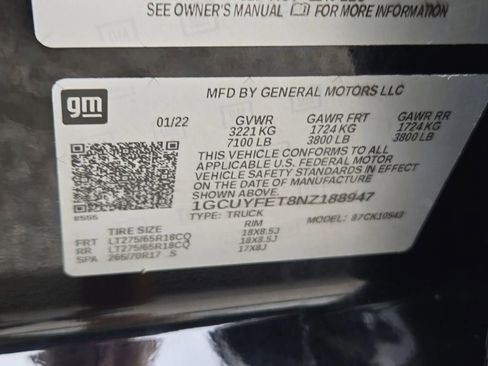 SEE OWNER'S MANUAL FOR MORE INFORMATION
gm
MFD BY GENERAL MOTORS LLC
01/22 GVWR GAWR FRT GAWR RR
3221 KG 1724 KG 1724 KG
7100 LB 3800 LB 3800 LB
THIS VEHICLE CONFORMS TO ALL
APPLICABLE U.S. FEDERAL MOTOR
VEHICLE SAFETY AND THEFT PREVENTION
STANDARDS IN EFFECT ON THE DATE OF
MANUFACTURE SHOWN ABOVE.
1GCUYFET8NZ188947
TYPE: TRUCK MODEL: 87CK10543
TIRE SIZE RIM
FRT LT275/65R18CQ 18X8.5J
RR LT275/65R18CQ 18X8.5J
SPA 265/70R17 S 17X8J